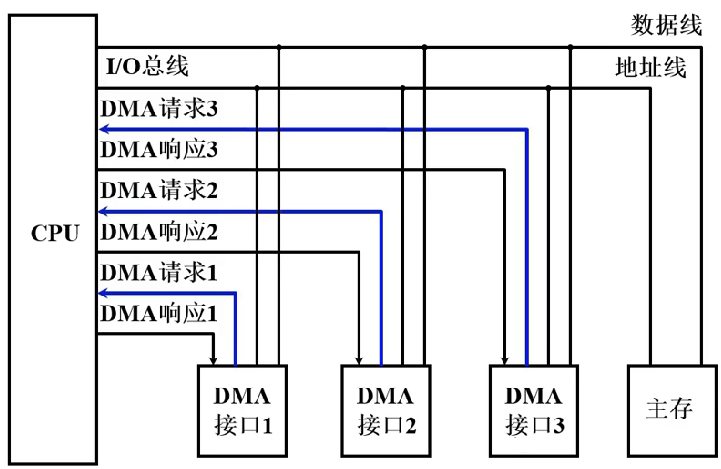 数据线
I/O总线
地址线
DMA请求3
DMA响应3
DMA请求2
CPU
DMA响应2
DMA请求1
DMA响应1
DMA
接口1
DMA
接口2
DMA
接口3
主存